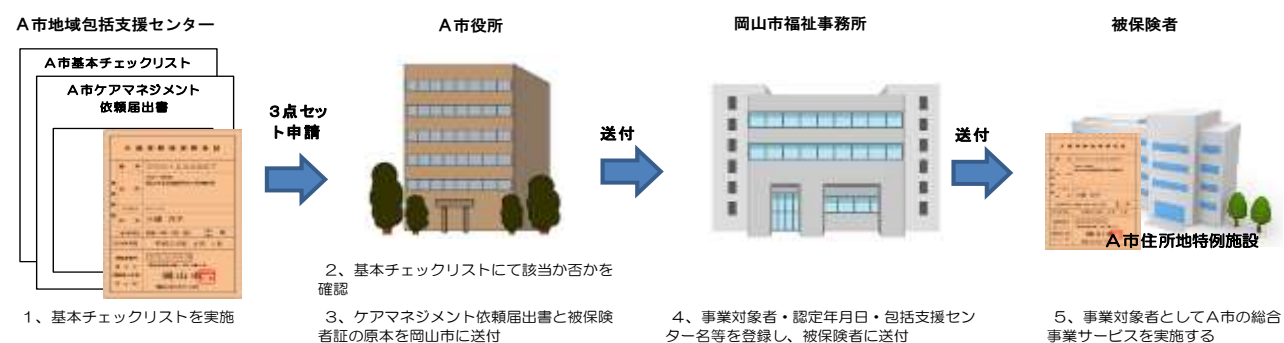 A市地域包括支援センター
A市役所
岡山市福祉事務所
被保険者
A市基本チェックリスト
A市ケアマネジメント
依頼届出書
3点セッ
ト申請
送付
送付
岡山市
A市住所地特例施設
1、基本チェックリストを実施
2、基本チェックリストにて該当か否かを
確認
3、ケアマネジメント依頼届出書と被保険
者証の原本を岡山市に送付
4、事業対象者・認定年月日・包括支援セン
ター名等を登録し、被保険者に送付
5、事業対象者としてA市の総合
事業サービスを実施する